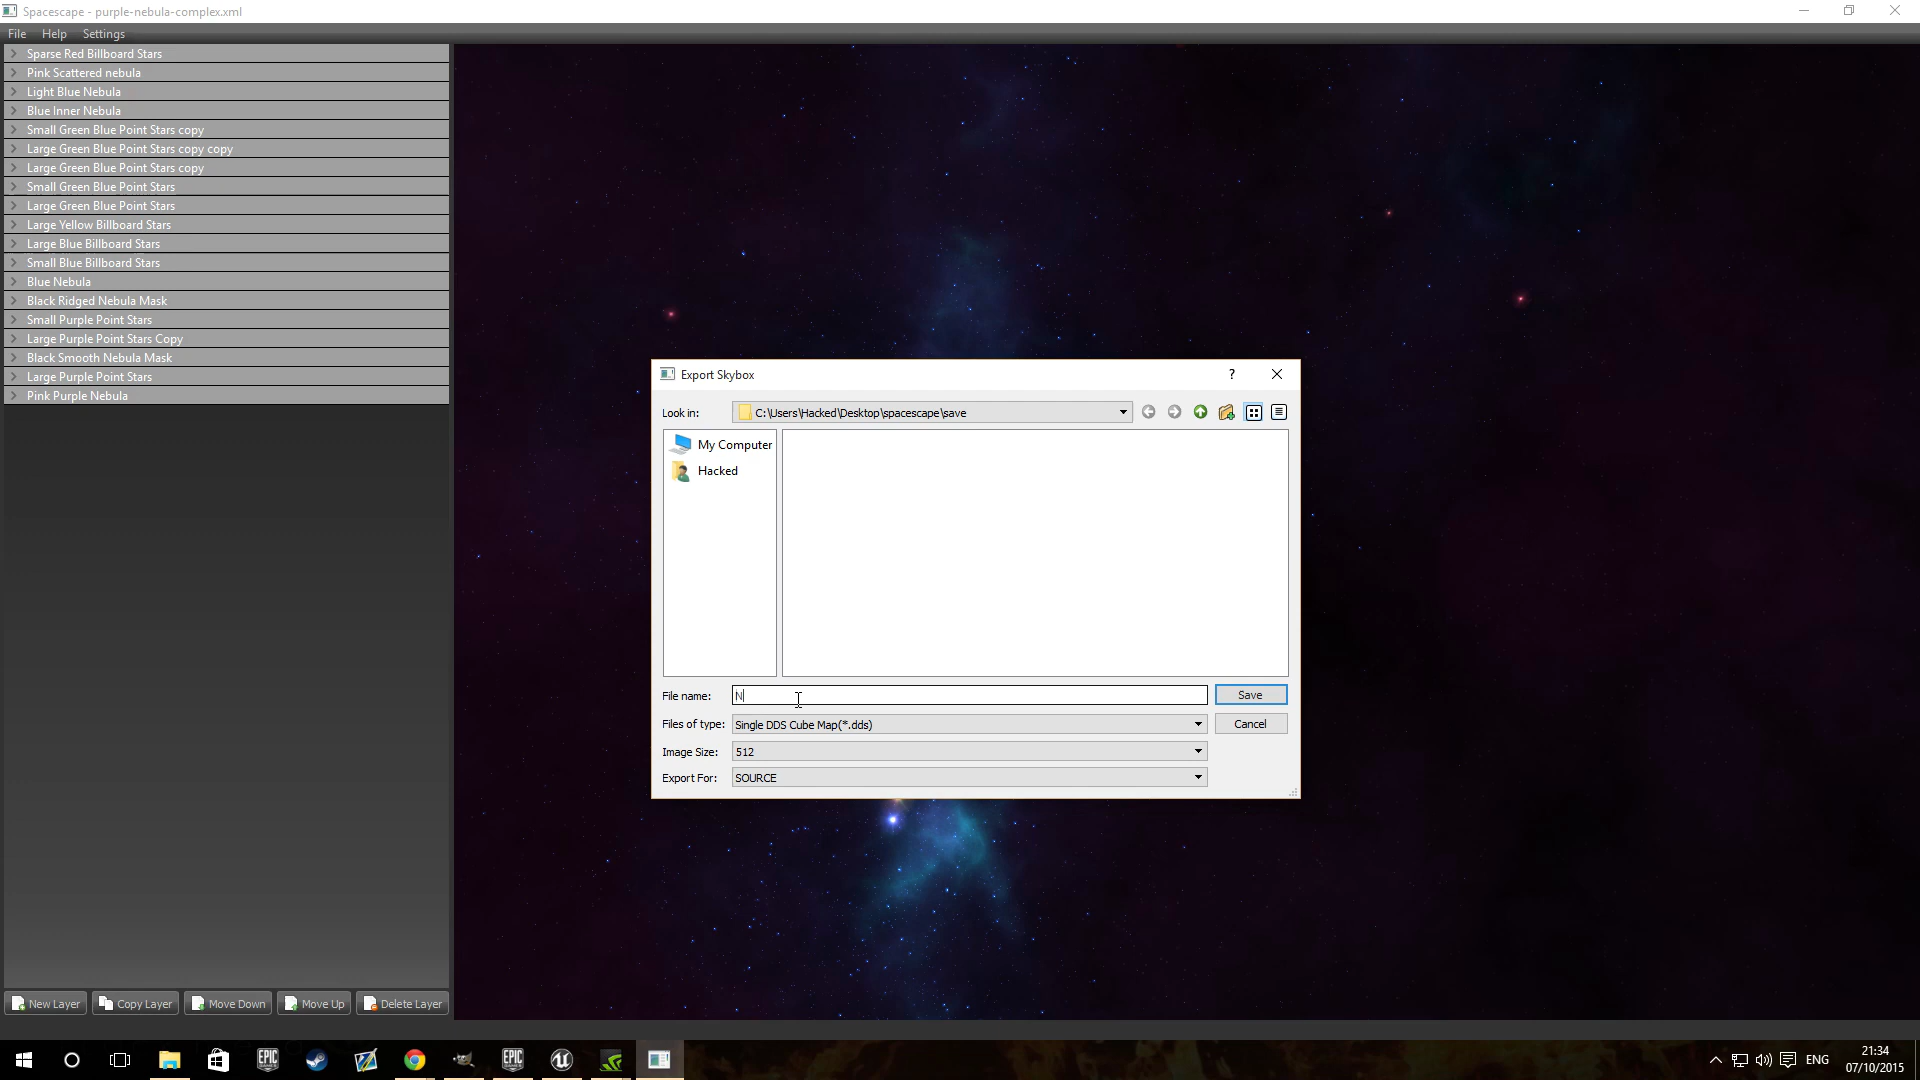 Spacescape - purple-nebula-complex.xml
File Help Settings
Sparse Red Billboard Stars
Pink Scattered nebula
Light Blue Nebula
Blue Inner Nebula
Small Green Blue Point Stars copy
Large Green Blue Point Stars copy copy
Large Green Blue Point Stars copy
Small Green Blue Point Stars
Large Green Blue Point Stars
Large Yellow Billboard Stars
Large Blue Billboard Stars
Small Blue Billboard Stars
Blue Nebula
Black Ridged Nebula Mask
Small Purple Point Stars
Large Purple Point Stars Copy
Black Smooth Nebula Mask
Large Purple Point Stars
Pink Purple Nebula
Export Skybox
?
Look in: C:\Users\Hacked\Desktop\spacescape\save
My Computer
Hacked
File name: N Save
Files of type: Single DDS Cube Map(*.dds) Cancel
Image Size: 512
Export For: SOURCE
New Layer Copy Layer Move Down Move Up Delete Layer
EPIC GAMES EPIC GAMES
ENG
21:34
07/10/2015